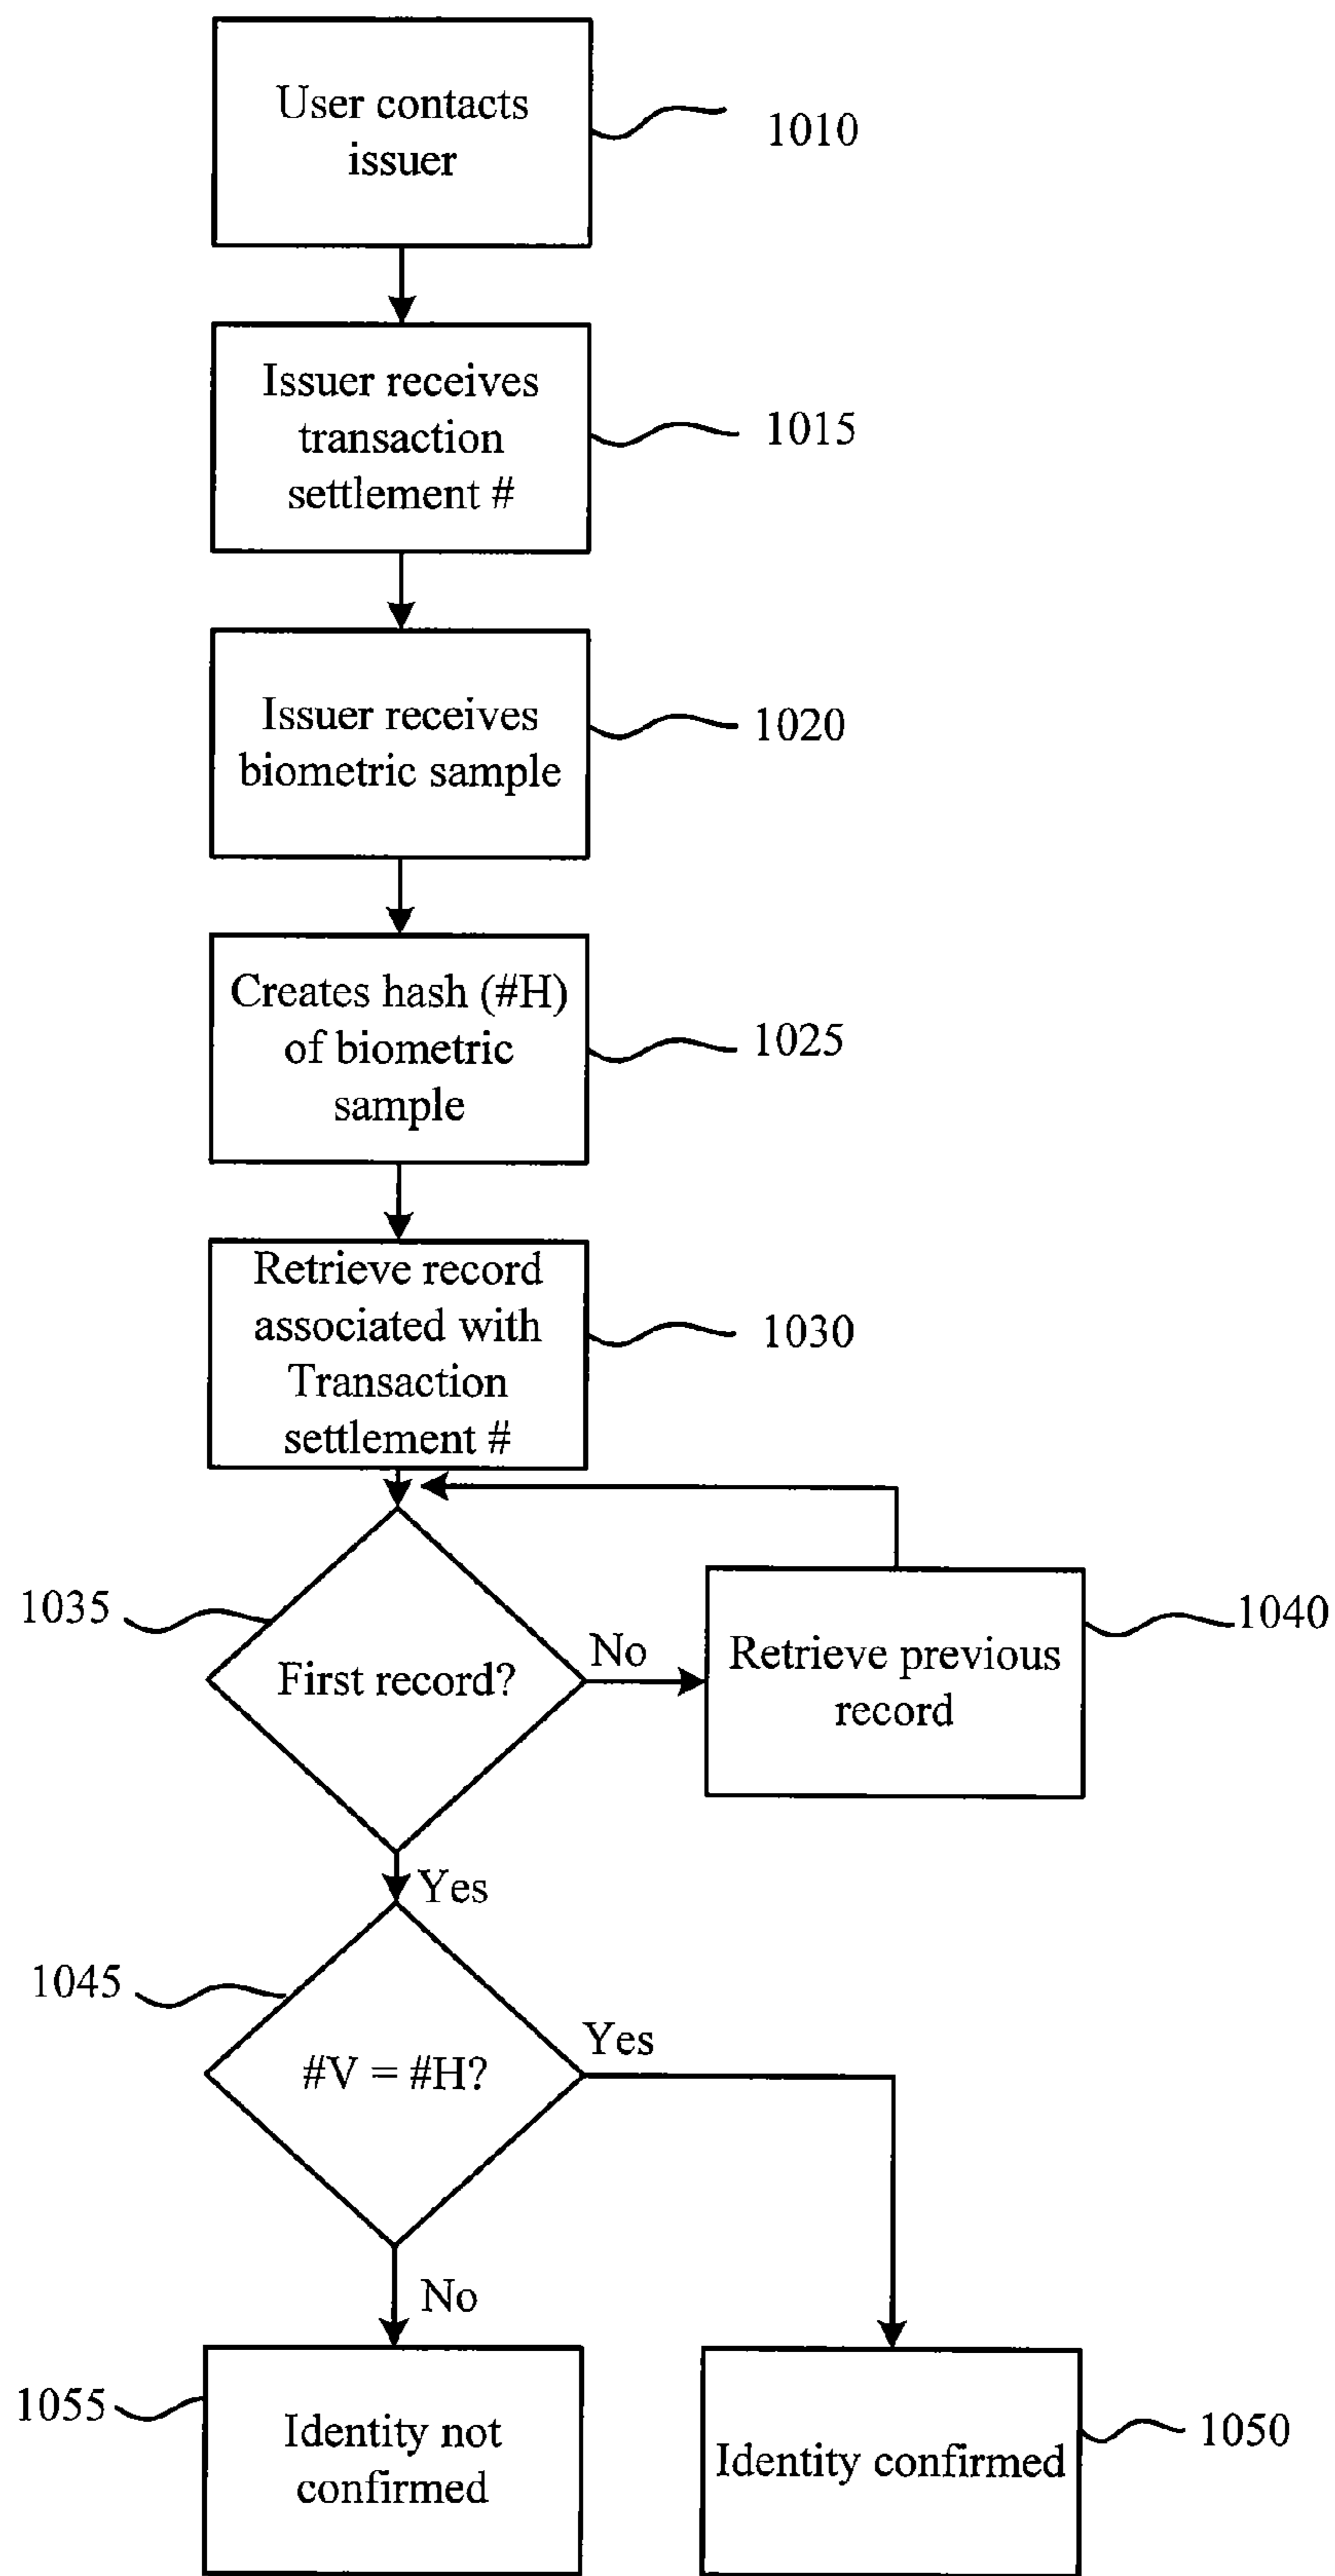 User contacts
issuer
1010
Issuer receives
transaction
settlement #
1015
Issuer receives
biometric sample
1020
Creates hash (#H)
of biometric
sample
1025
Retrieve record
associated with
Transaction
settlement #
1030
1035
First record?
No
Retrieve previous
record
1040
Yes
1045
#V = #H?
Yes
No
1055
Identity not
confirmed
Identity confirmed
1050